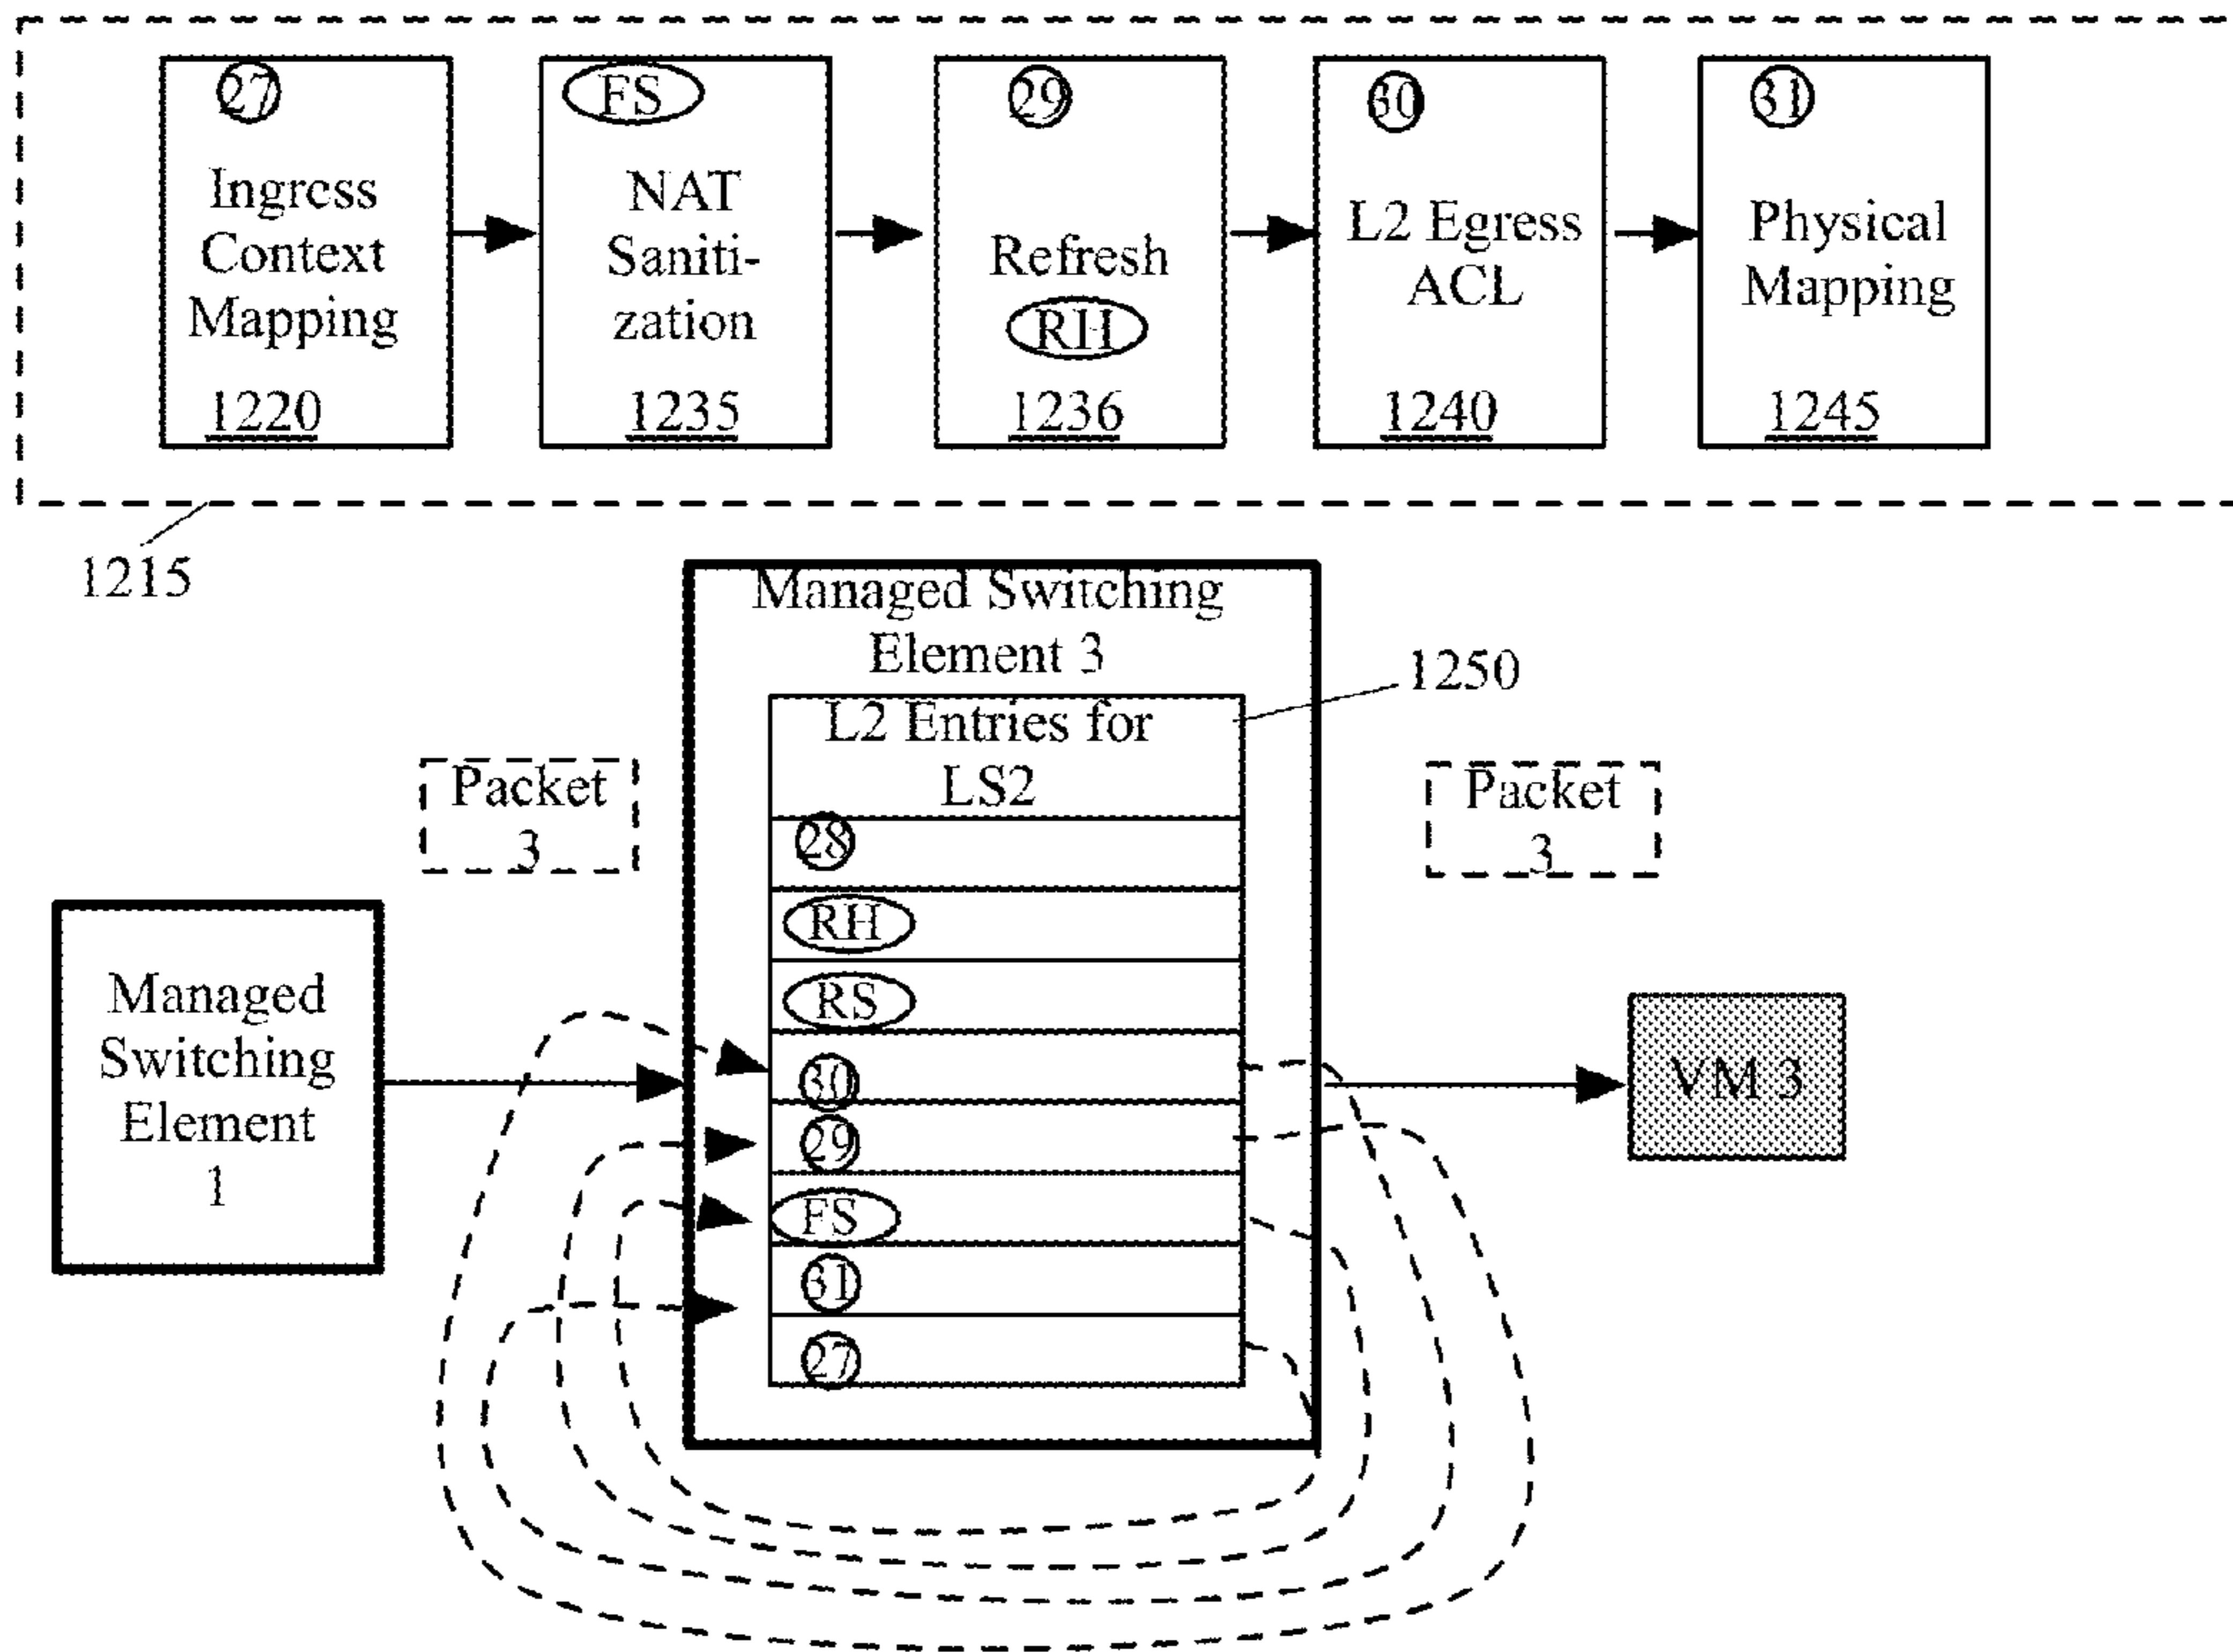 27
Ingress
Context
Mapping
1220
FS
NAT
Saniti-
zation
1235
29
Refresh
RH
1236
30
L2 Egress
ACL
1240
31
Physical
Mapping
1245
1215
Managed Switching
Element 3
1250
L2 Entries for
LS2
Packet
3
Packet
3
28
RH
RS
30
29
FS
31
27
Managed
Switching
Element
1
VM 3